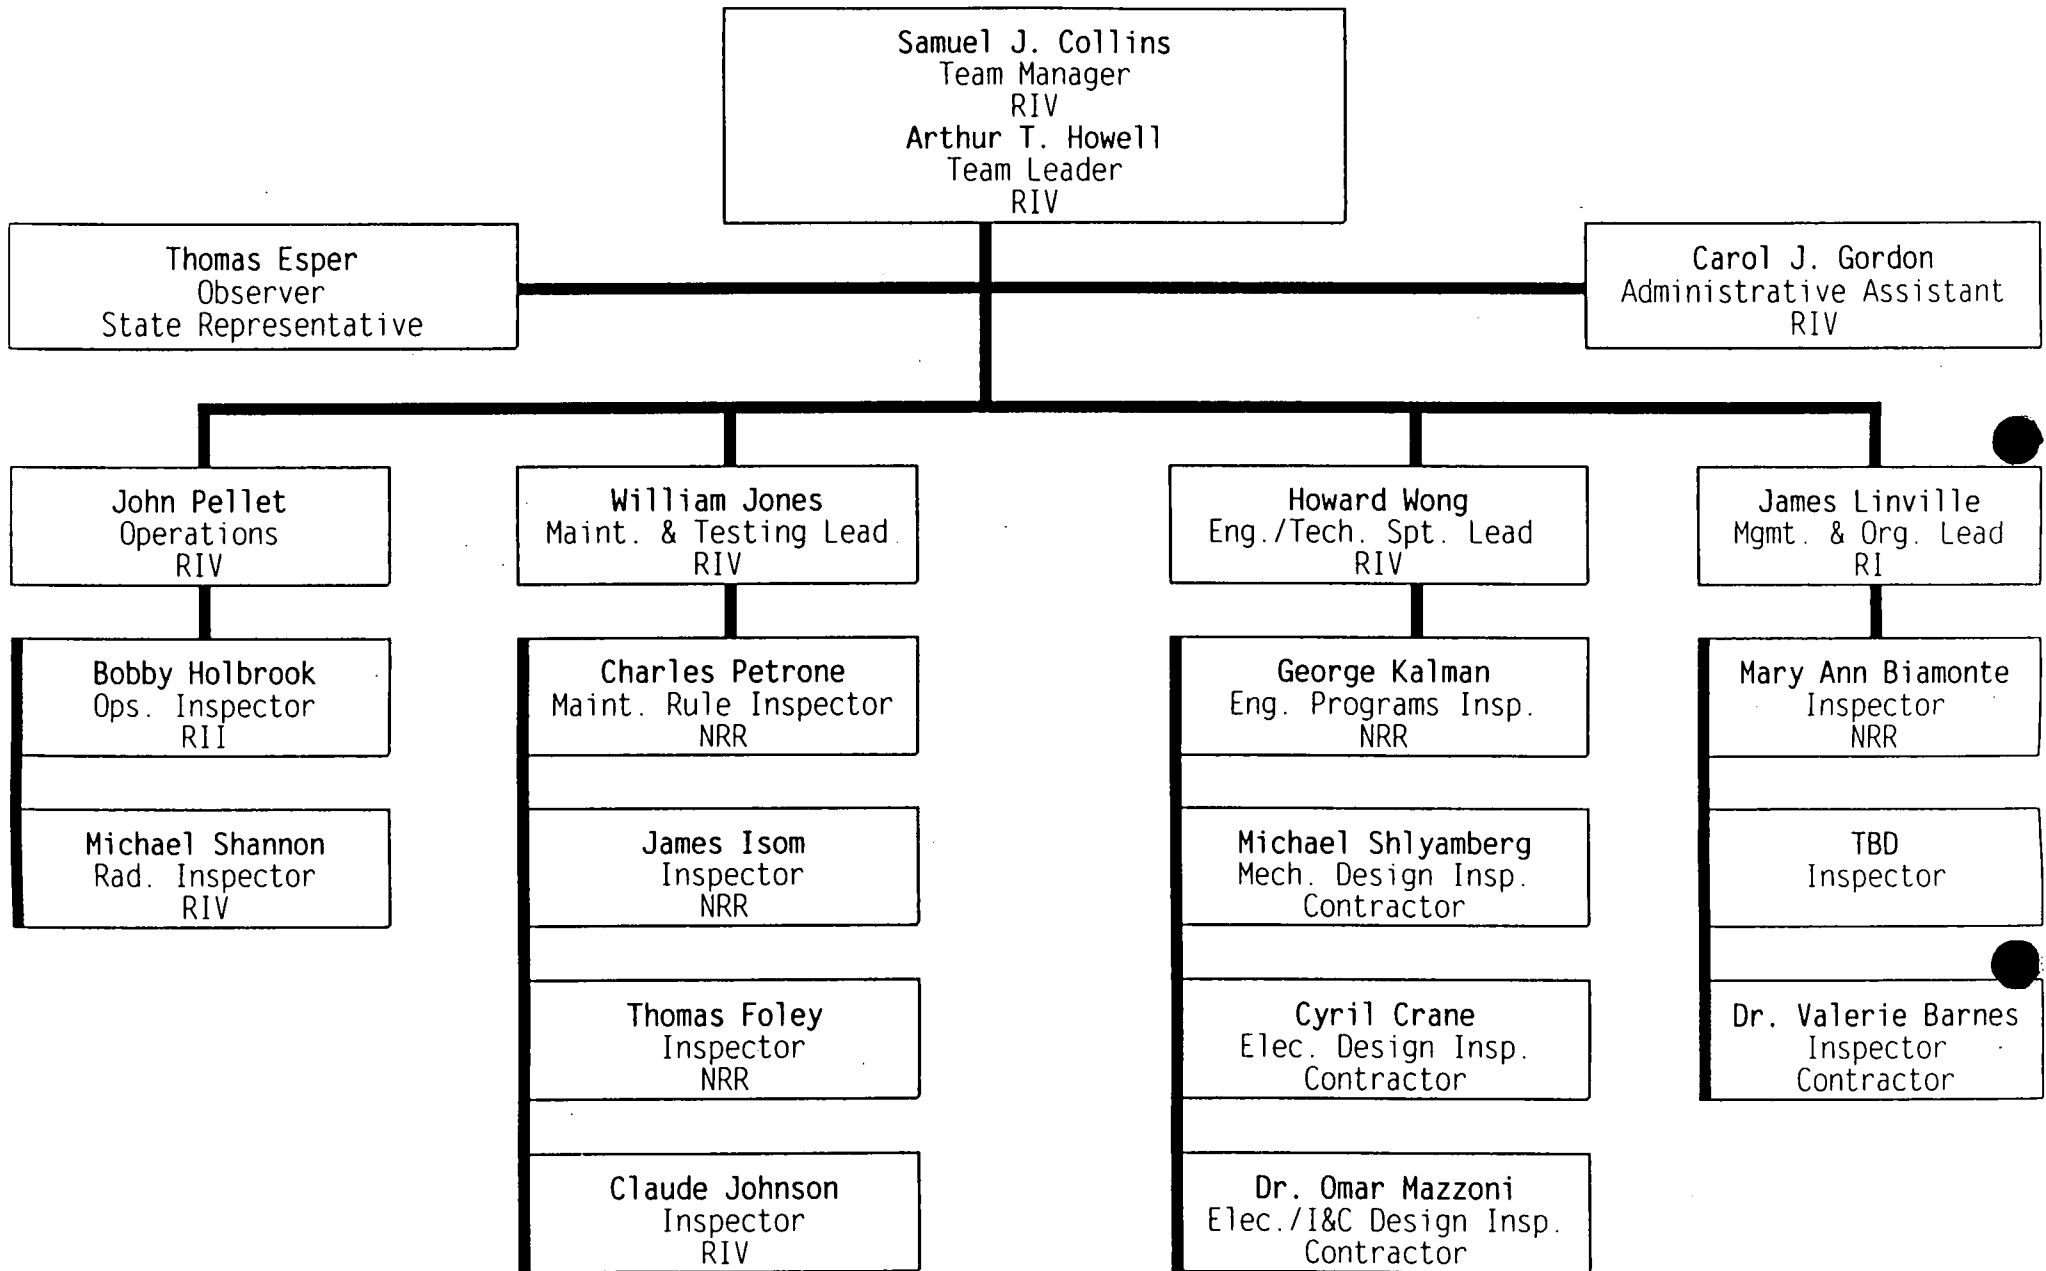 Samuel J. Collins
Team Manager
RIV
Arthur T. Howell
Team Leader
RIV
Thomas Esper
Observer
State Representative
Carol J. Gordon
Administrative Assistant
RIV
John Pellet
Operations
RIV
William Jones
Maint. & Testing Lead
RIV
Howard Wong
Eng./Tech. Spt. Lead
RIV
James Linville
Mgmt. & Org. Lead
RI
Bobby Holbrook
Ops. Inspector
RII
Charles Petrone
Maint. Rule Inspector
NRR
George Kalman
Eng. Programs Insp.
NRR
Mary Ann Biamonte
Inspector
NRR
Michael Shannon
Rad. Inspector
RIV
James Isom
Inspector
NRR
Michael Shlyamberg
Mech. Design Insp.
Contractor
TBD
Inspector
Thomas Foley
Inspector
NRR
Cyril Crane
Elec. Design Insp.
Contractor
Dr. Valerie Barnes
Inspector
Contractor
Claude Johnson
Inspector
RIV
Dr. Omar Mazzoni
Elec./I&C Design Insp.
Contractor